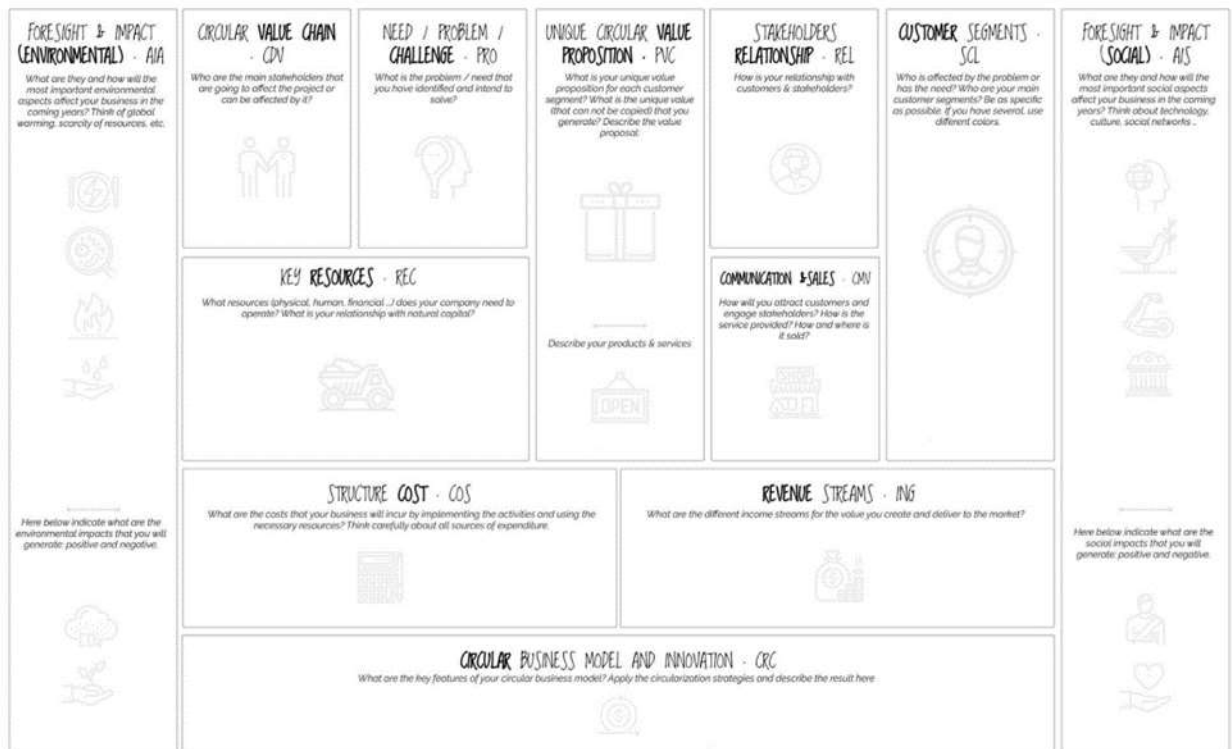 FORESIGHT & IMPACT
(ENVIRONMENTAL) · AIA
What are they and how will the
most important environmental
aspects affect your business in the
coming years? Think of global
warming, scarcity of resources, etc.
Here below indicate what are the
environmental impacts that you will
generate: positive and negative.
CO₂
CIRCULAR VALUE CHAIN
· CDV
Who are the main stakeholders that
are going to affect the project or
can be affected by it?
NEED / PROBLEM /
CHALLENGE · PRO
What is the problem / need that
you have identified and intend to
solve?
UNIQUE CIRCULAR VALUE
PROPOSITION · PVC
What is your unique value
proposition for each customer
segment? What is the unique value
(that can not be copied) that you
generate? Describe the value
proposal:
Describe your products & services
OPEN
STAKEHOLDERS
RELATIONSHIP · REL
How is your relationship with
customers & stakeholders?
CUSTOMER SEGMENTS ·
SCL
Who is affected by the problem or
has the need? Who are your main
customer segments? Be as specific
as possible. If you have several, use
different colors.
FORESIGHT & IMPACT
(SOCIAL) · AIS
What are they and how will the
most important social aspects
affect your business in the coming
years? Think about technology,
culture, social networks ...
Here below indicate what are the
social impacts that you will
generate: positive and negative.
KEY RESOURCES · REC
What resources (physical, human, financial ...) does your company need to
operate? What is your relationship with natural capital?
COMMUNICATION & SALES · CMV
How will you attract customers and
engage stakeholders? How is the
service provided? How and where is
it sold?
STRUCTURE COST · COS
What are the costs that your business will incur by implementing the activities and using the
necessary resources? Think carefully about all sources of expenditure.
REVENUE STREAMS · ING
What are the different income streams for the value you create and deliver to the market?
CIRCULAR BUSINESS MODEL AND INNOVATION · CRC
What are the key features of your circular business model? Apply the circularization strategies and describe the result here